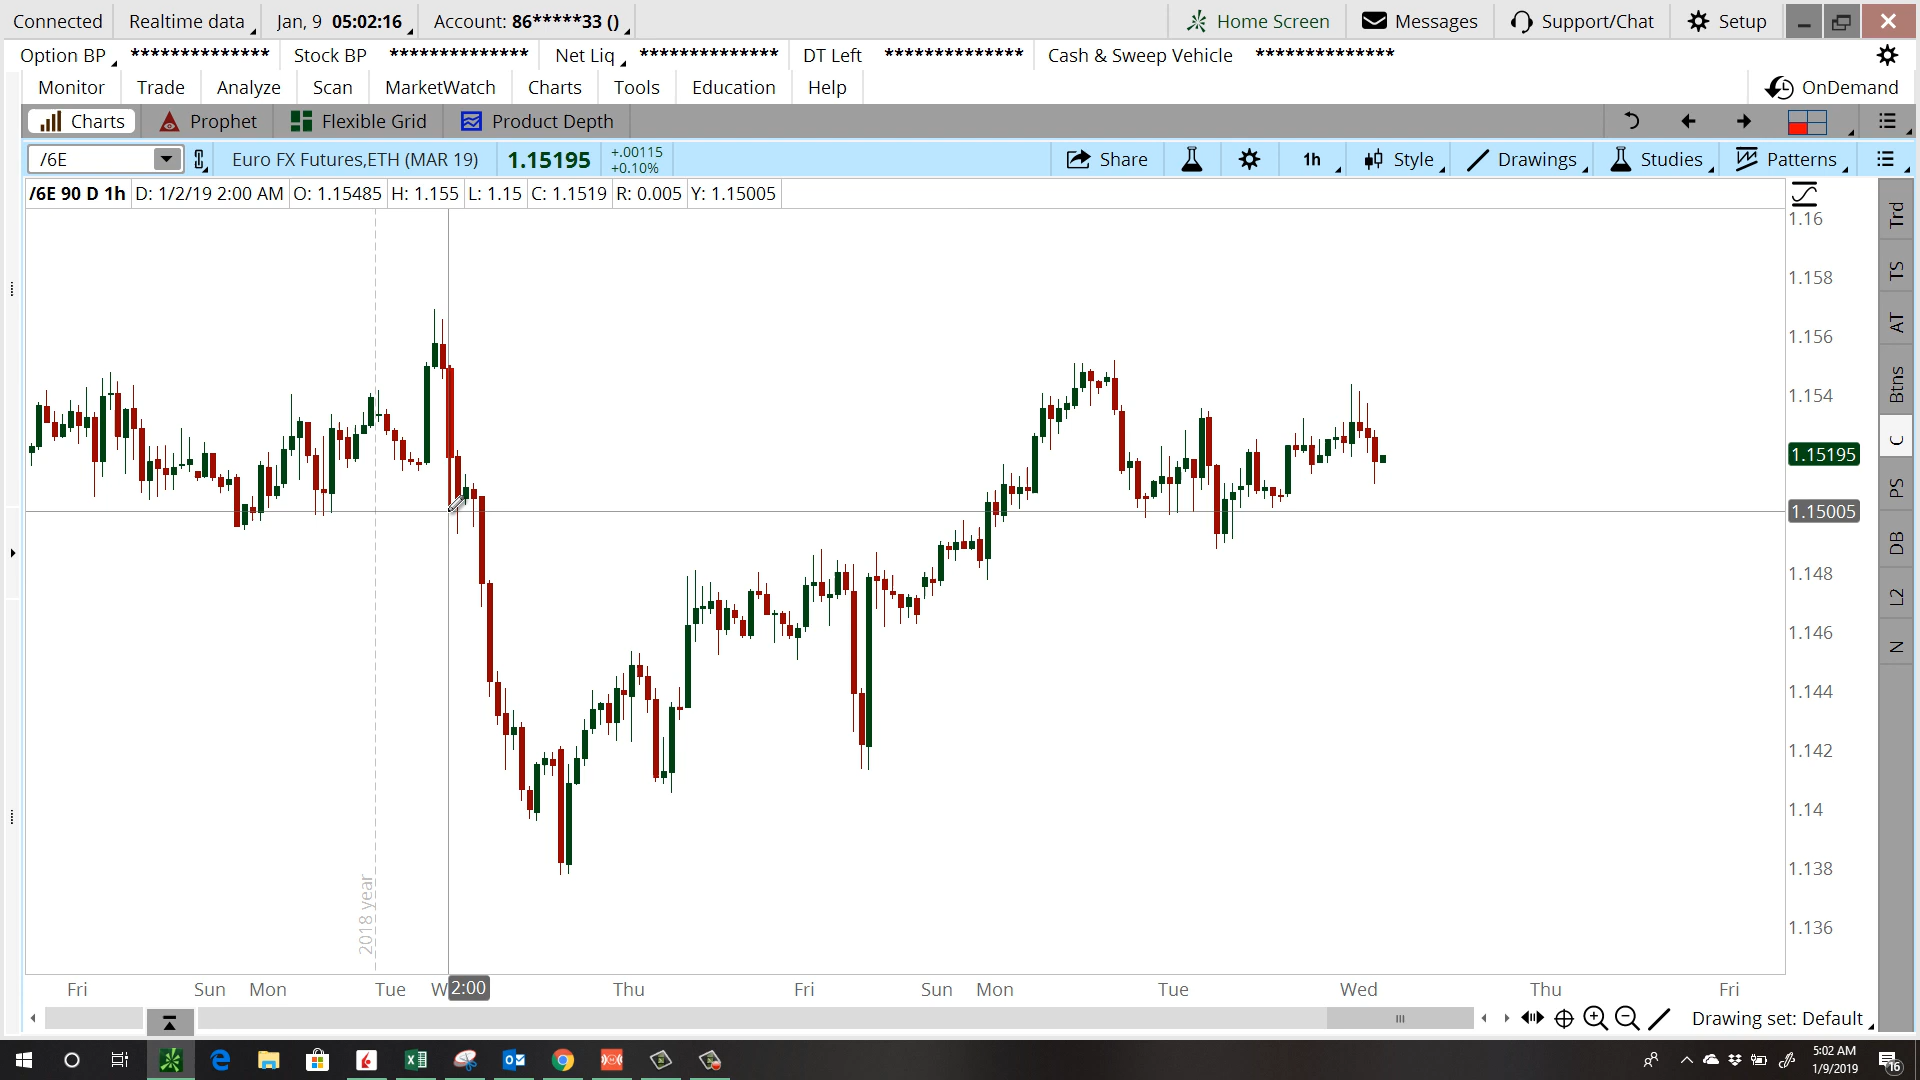 Connected Realtime data Jan, 9 05:02:16 Account: 86*****33 () Home Screen Messages Support/Chat Setup
Option BP ************** Stock BP ************** Net Liq ************** DT Left ************** Cash & Sweep Vehicle **************
Monitor Trade Analyze Scan MarketWatch Charts Tools Education Help OnDemand
Charts Prophet Flexible Grid Product Depth
/6E Euro FX Futures,ETH (MAR 19) 1.15195 +.00115 Share 1h Style Drawings Studies Patterns
+0.10%
/6E 90 D 1h D: 1/2/19 2:00 AM O: 1.15485 H: 1.155 L: 1.15 C: 1.1519 R: 0.005 Y: 1.15005
1.16
1.158
1.156
1.154
1.15195
1.15005
1.148
1.146
1.144
1.142
1.14
1.138
1.136
Trd
TS
AT
Btns
C
PS
DB
L2
N
2018 year
Fri Sun Mon Tue W 2:00 Thu Fri Sun Mon Tue Wed Thu Fri
Drawing set: Default
5:02 AM
1/9/2019
16